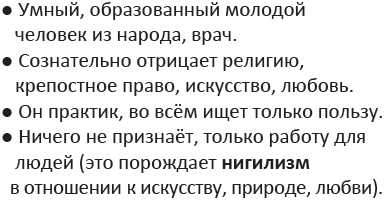 ● Умный, образованный молодой
человек из народа, врач.
● Сознательно отрицает религию,
крепостное право, искусство, любовь.
● Он практик, во всём ищет только пользу.
● Ничего не признаёт, только работу для
людей (это порождает нигилизм
в отношении к искусству, природе, любви).